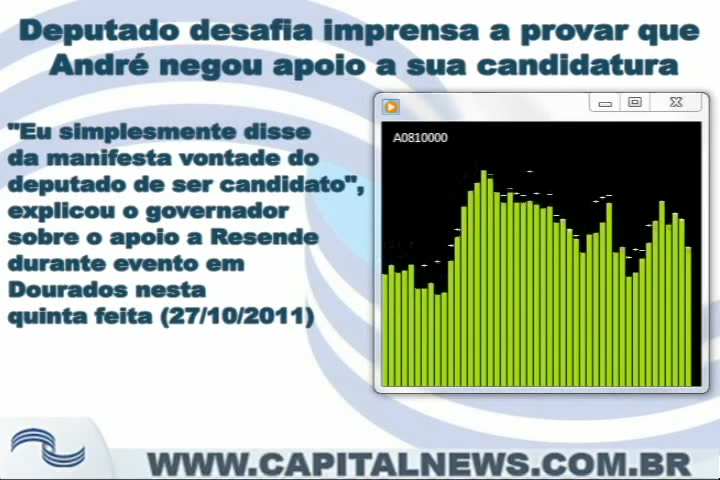 Deputado desafia imprensa a provar que
André negou apoio a sua candidatura
"Eu simplesmente disse
da manifesta vontade do
deputado de ser candidato",
explicou o governador
sobre o apoio a Resende
durante evento em
Dourados nesta
quinta feita (27/10/2011)
A0810000
WWW.CAPITALNEWS.COM.BR